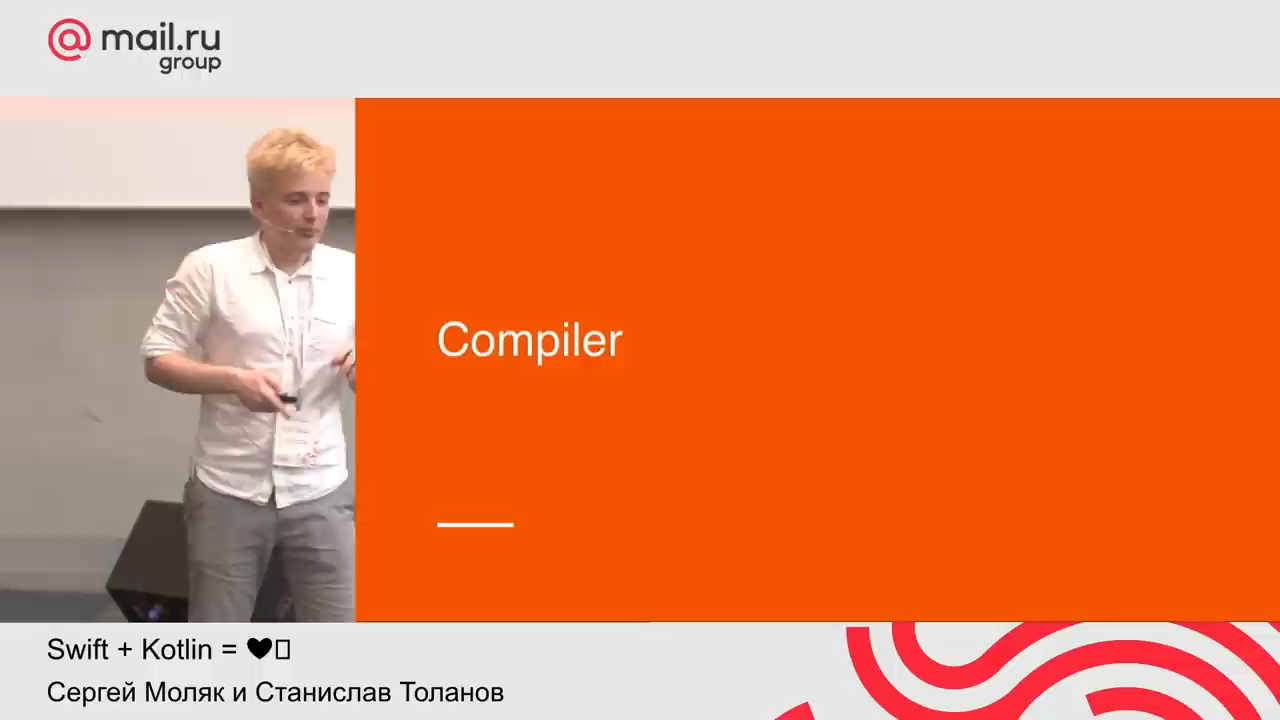 @mail.ru
group
Compiler
Swift + Kotlin = 🖤▯
Сергей Моляк и Станислав Толанов